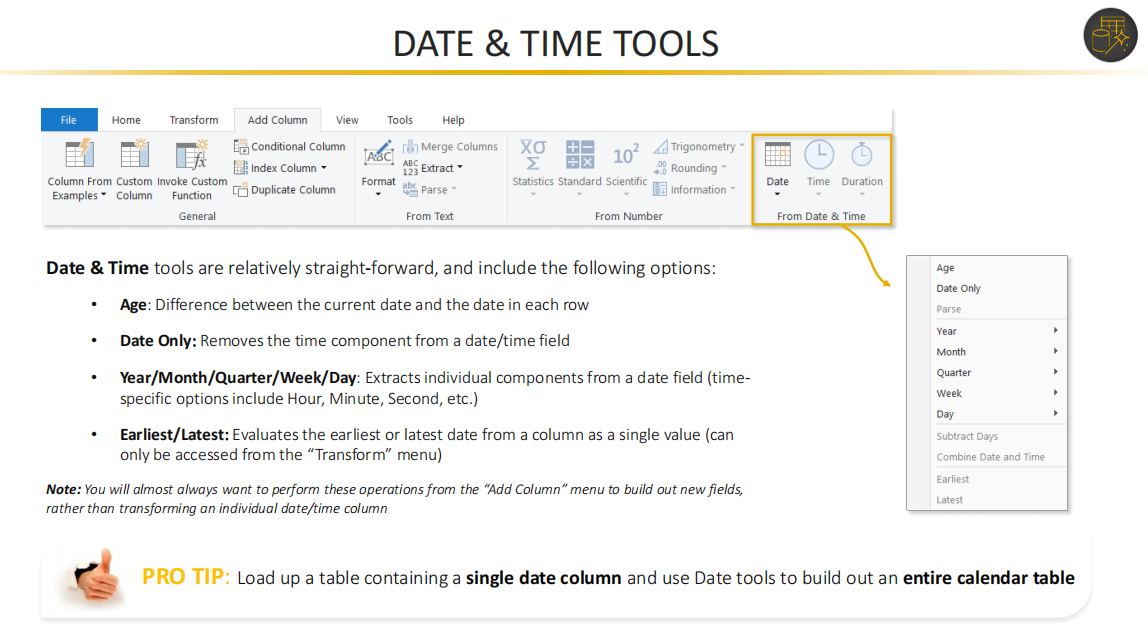 DATE & TIME TOOLS
File Home Transform Add Column View Tools Help
Column From Examples
Custom Column
Invoke Custom Function
Conditional Column
Index Column
Duplicate Column
General
ABC
Format
Merge Columns
ABC 123 Extract
abc Parse
From Text
XO Σ
Statistics
Standard
10²
Scientific
Trigonometry
.00 .0 Rounding
Information
From Number
Date
Time
Duration
From Date & Time
Date & Time tools are relatively straight-forward, and include the following options:
• Age: Difference between the current date and the date in each row
• Date Only: Removes the time component from a date/time field
• Year/Month/Quarter/Week/Day: Extracts individual components from a date field (time-
specific options include Hour, Minute, Second, etc.)
• Earliest/Latest: Evaluates the earliest or latest date from a column as a single value (can
only be accessed from the “Transform” menu)
Note: You will almost always want to perform these operations from the “Add Column” menu to build out new fields,
rather than transforming an individual date/time column
Age
Date Only
Parse
Year
Month
Quarter
Week
Day
Subtract Days
Combine Date and Time
Earliest
Latest
PRO TIP: Load up a table containing a single date column and use Date tools to build out an entire calendar table